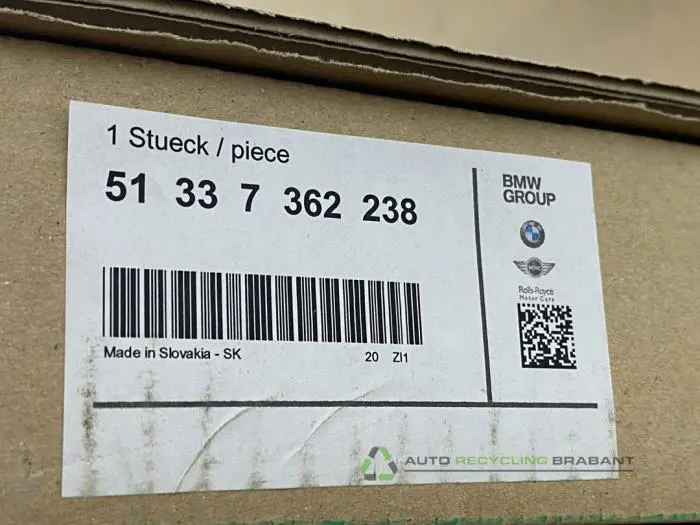 1 Stueck / piece
51 33 7 362 238
BMW
GROUP
MINI
Rolls-Royce
Motor Cars
Made in Slovakia - SK 20 ZI1
AUTO RECYCLING BRABANT